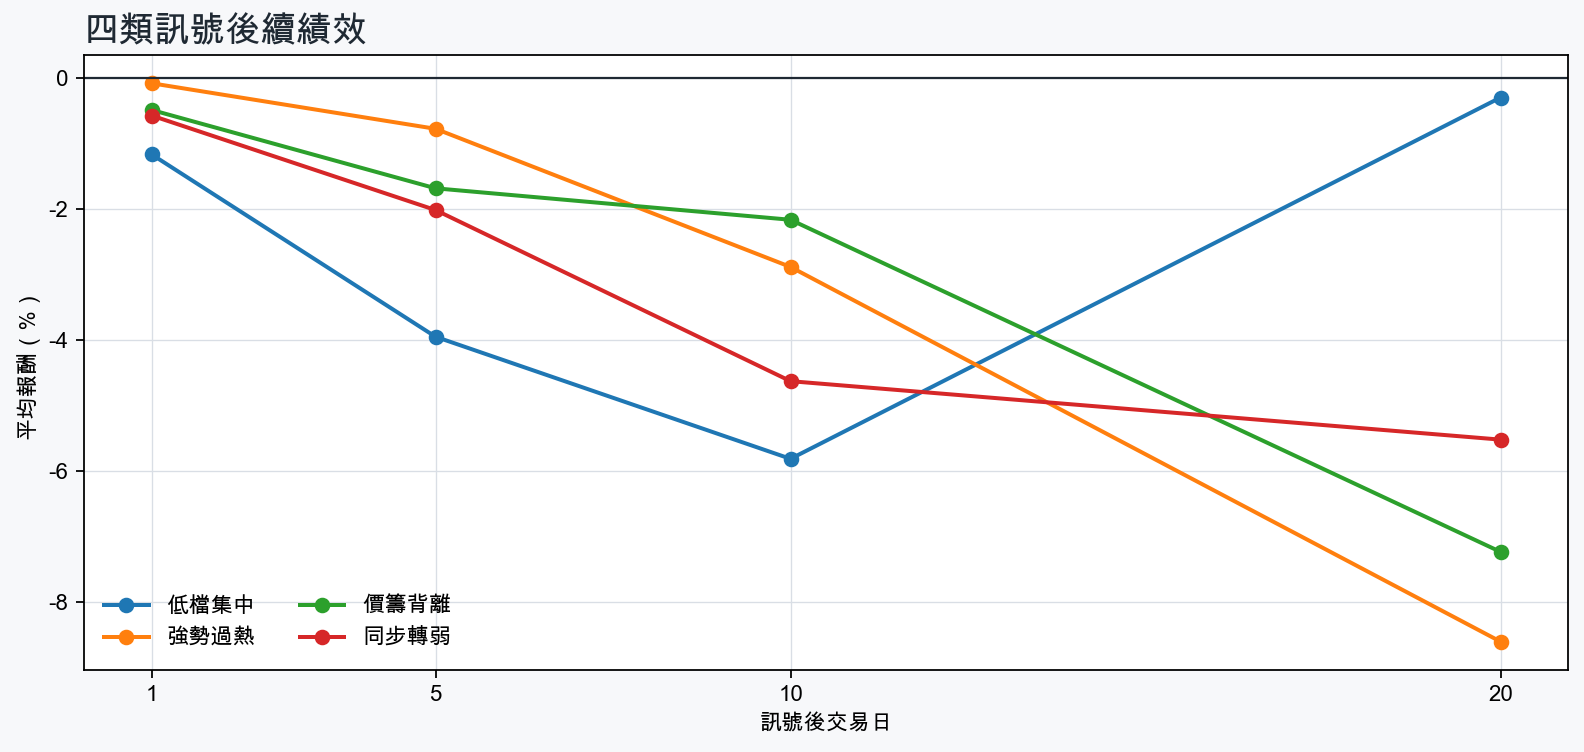 四類訊號後續績效
0
-2
-4
-6
-8
平均報酬（%）
低檔集中
強勢過熱
價籌背離
同步轉弱
1
5
10
20
訊號後交易日